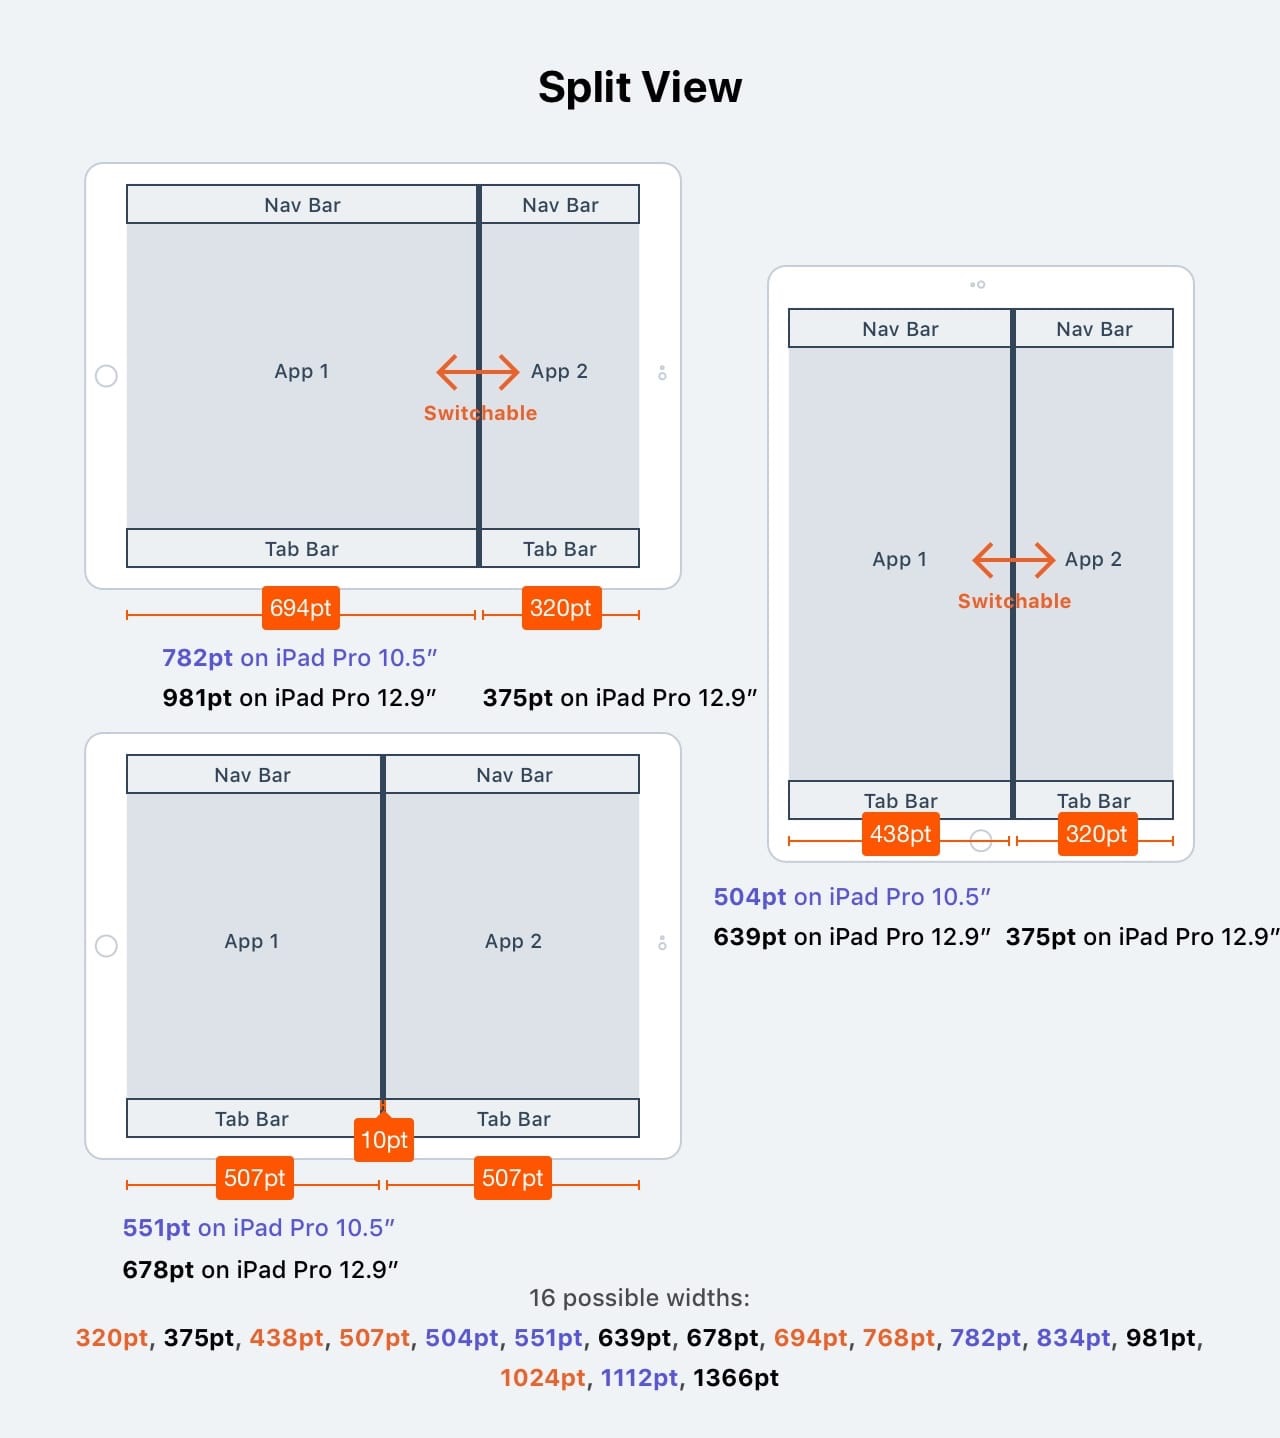 Split View
Nav Bar
Nav Bar
App 1
App 2
Switchable
Tab Bar
Tab Bar
694pt
320pt
782pt on iPad Pro 10.5”
981pt on iPad Pro 12.9”
375pt on iPad Pro 12.9”
Nav Bar
Nav Bar
App 1
App 2
Switchable
Tab Bar
Tab Bar
438pt
320pt
504pt on iPad Pro 10.5”
639pt on iPad Pro 12.9”
375pt on iPad Pro 12.9”
Nav Bar
Nav Bar
App 1
App 2
Tab Bar
Tab Bar
10pt
507pt
507pt
551pt on iPad Pro 10.5”
678pt on iPad Pro 12.9”
16 possible widths:
320pt, 375pt, 438pt, 507pt, 504pt, 551pt, 639pt, 678pt, 694pt, 768pt, 782pt, 834pt, 981pt,
1024pt, 1112pt, 1366pt